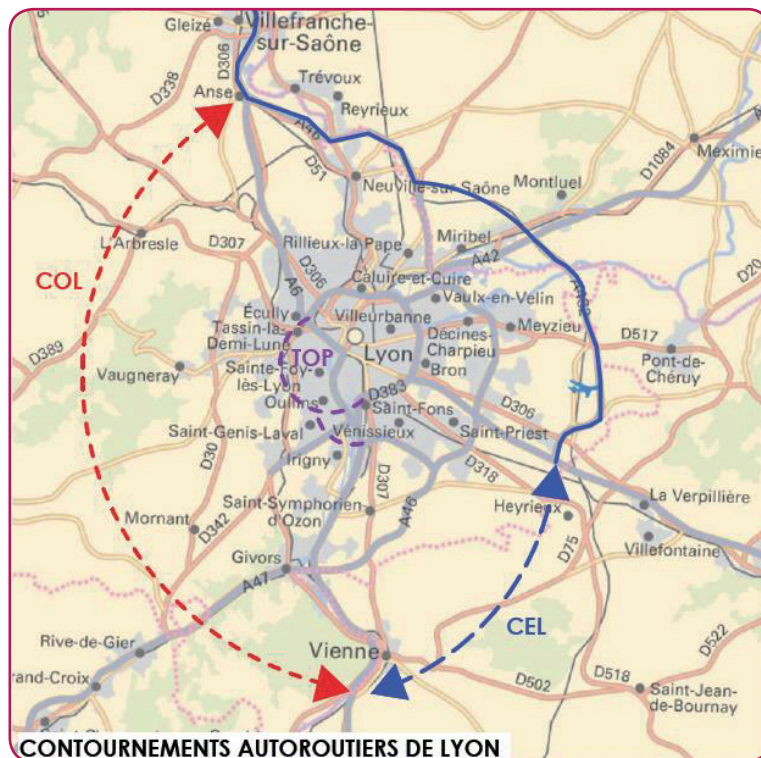 Gleizé
Villefranche-
sur-Saône
D306
D338
Anse
Trévoux
Reyrieux
A46
D51
Neuville-sur-Saône
Montluel
D1084
Meximie
L'Arbresle
D307
Rillieux-la-Pape
Miribel
A42
COL
A6
D306
Caluire-et-Cuire
Vaulx-en-Velin
D20
Écully
Tassin-la-
Demi-Lune
Villeurbanne
Décines-
Charpieu
Meyzieu
D517
TOP
Lyon
Bron
Pont-de-
Chéruy
D389
Vaugneray
Sainte-Foy-
lès-Lyon
Oullins
D383
Saint-Fons
D306
Saint-Genis-Laval
Vénissieux
Saint-Priest
D30
Irigny
D307
D318
La Verpillière
Mornant
D342
Saint-Symphorien
d'Ozon
A46
Heyrieux
D75
Villefontaine
Givors
A47
CEL
Rive-de-Gier
Vienne
D522
rand-Croix
D502
D518
Saint-Jean-
de-Bournay
CONTOURNEMENTS AUTOROUTIERS DE LYON